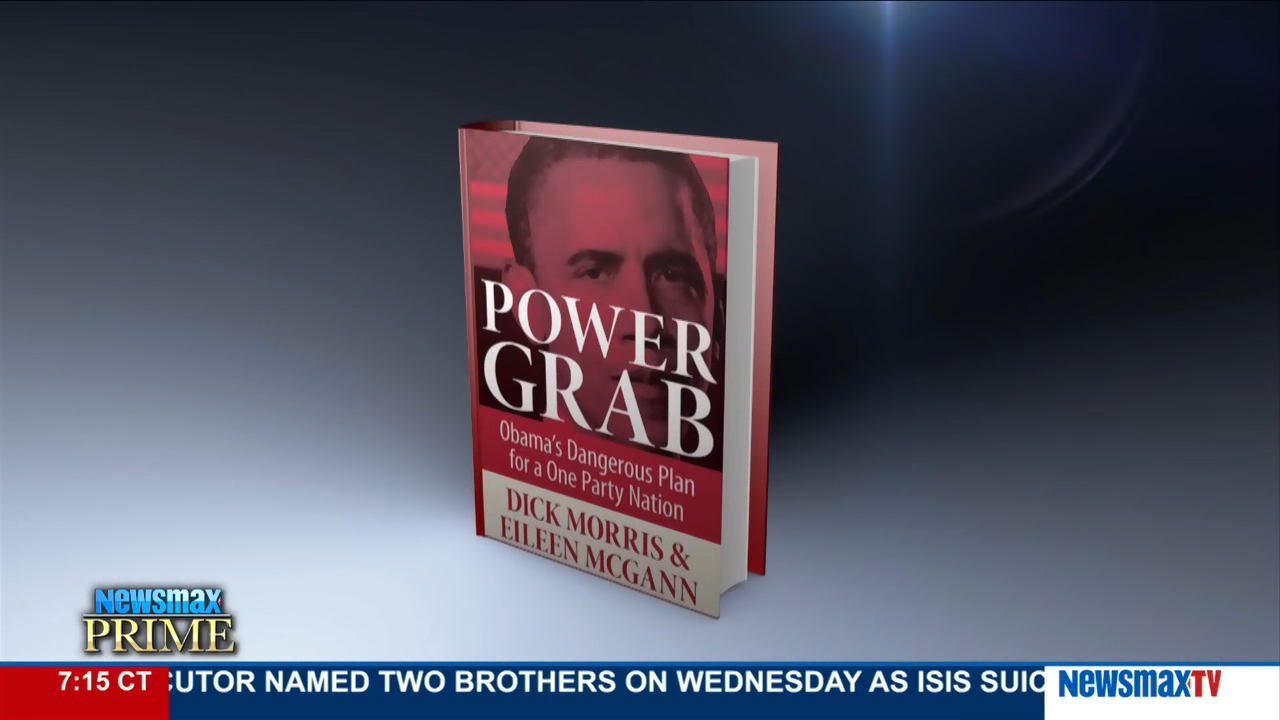 POWER
GRAB
Obama's Dangerous Plan
for a One Party Nation
DICK MORRIS &
EILEEN MCGANN
Newsmax
PRIME
7:15 CT CUTOR NAMED TWO BROTHERS ON WEDNESDAY AS ISIS SUIC NEWSMAXTV